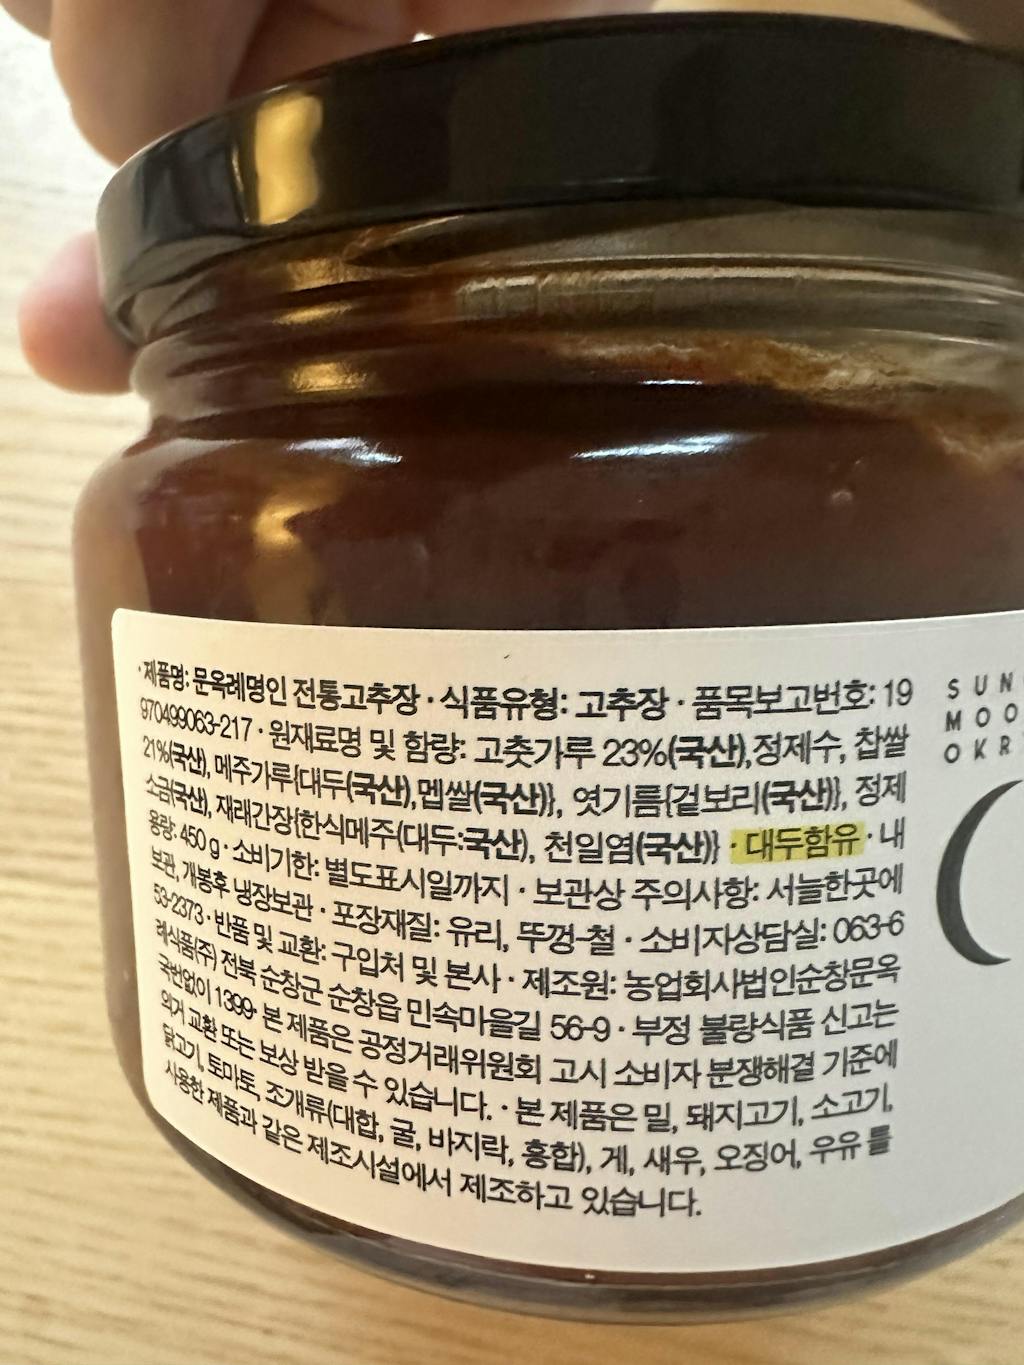 ·제품명: 문옥례명인 전통고추장 · 식품유형: 고추장 · 품목보고번호: 19
970499063-217 · 원재료명 및 함량: 고춧가루 23%(국산),정제수, 찹쌀
21%(국산), 메주가루{대두(국산),멥쌀(국산)}, 엿기름{겉보리(국산)}, 정제
소금(국산), 재래간장{한식메주(대두:국산), 천일염(국산)} · 대두함유 · 내
용량: 450 g · 소비기한: 별도표시일까지 · 보관상 주의사항: 서늘한곳에
보관, 개봉후 냉장보관 · 포장재질: 유리, 뚜껑-철 · 소비자상담실: 063-6
53-2373 · 반품 및 교환: 구입처 및 본사 · 제조원: 농업회사법인순창문옥
례식품(주) 전북 순창군 순창읍 민속마을길 56-9 · 부정 불량식품 신고는
국번없이 1399· 본 제품은 공정거래위원회 고시 소비자 분쟁해결 기준에
의거 교환 또는 보상 받을 수 있습니다. · 본 제품은 밀, 돼지고기, 소고기,
닭고기, 토마토, 조개류(대합, 굴, 바지락, 홍합), 게, 새우, 오징어, 우유 를
사용한 제품과 같은 제조시설에서 제조하고 있습니다.
SUN
MOO
OKR